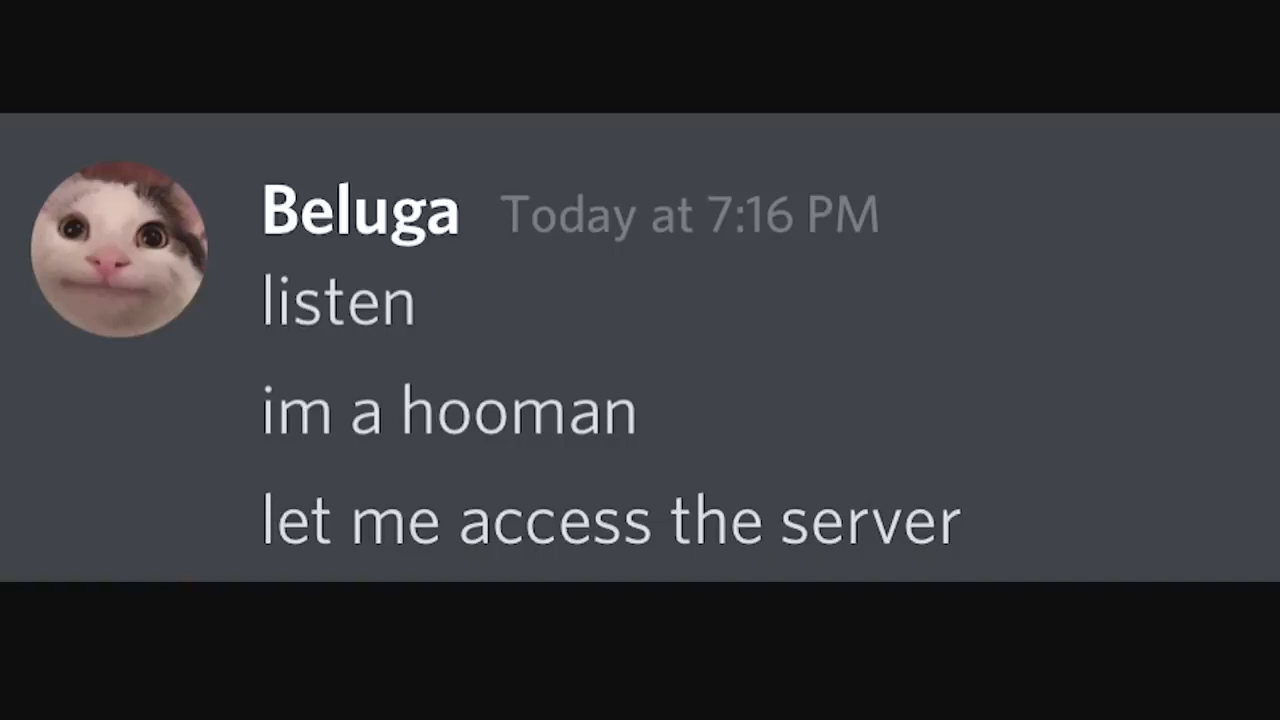 Beluga Today at 7:16 PM
listen
im a hooman
let me access the server